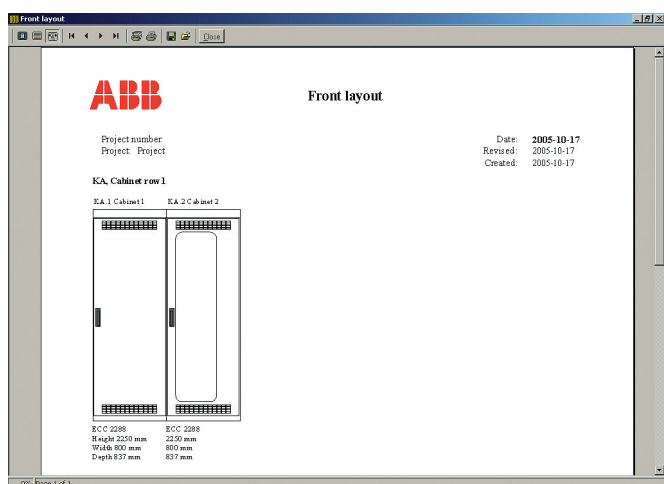 Front layout
Close
ABB
Front layout
Project number:
Project: Project
Date: 2005-10-17
Revised: 2005-10-17
Created: 2005-10-17
KA, Cabinet row 1
KA.1 Cabinet 1 KA.2 Cabinet 2
ECC 2288 ECC 2288
Height 2250 mm 2250 mm
Width 800 mm 800 mm
Depth 837 mm 837 mm
0% Page 1 of 1